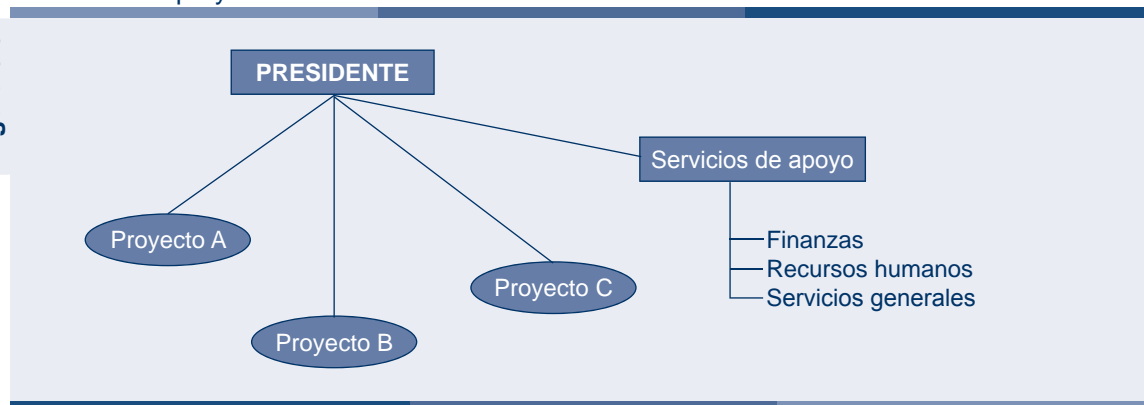 PRESIDENTE
Servicios de apoyo
Proyecto A
Finanzas
Recursos humanos
Proyecto C
Servicios generales
Proyecto B